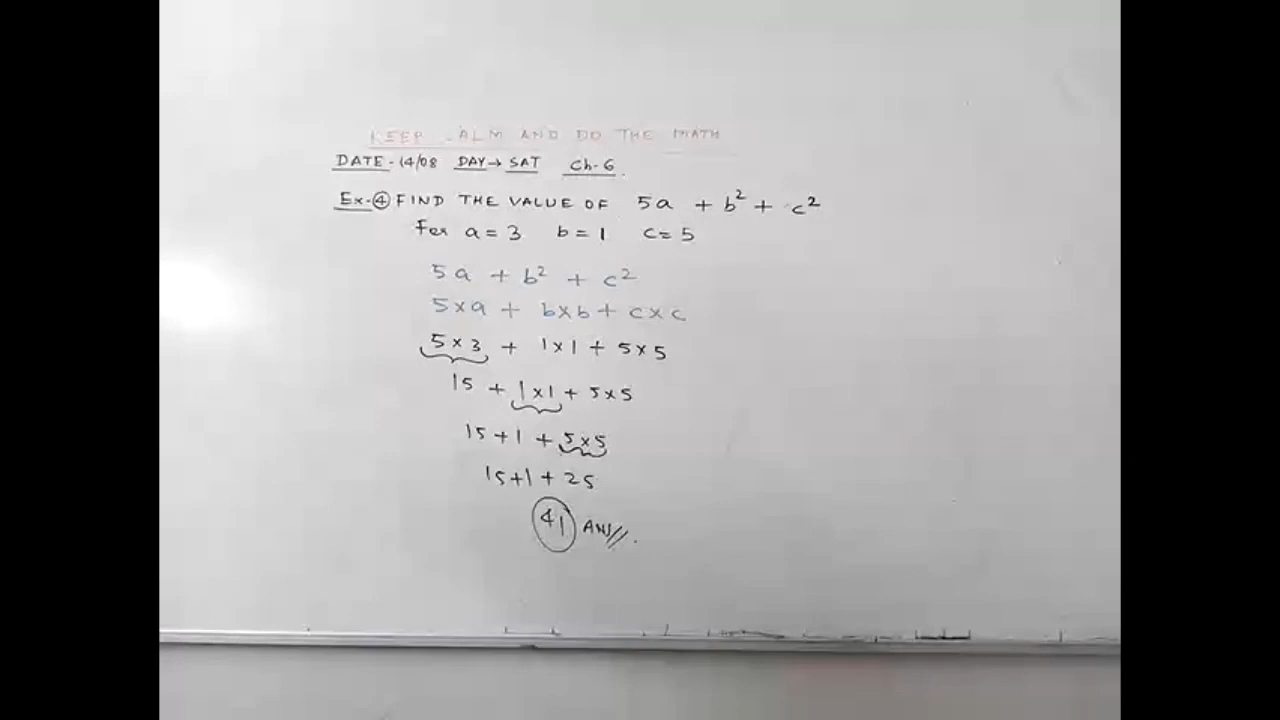 KEEP CALM AND DO THE MATH
DATE - 14/08 DAY → SAT Ch-6.
Ex-④ FIND THE VALUE OF 5a + b² + c²
For a = 3 b = 1 c = 5
5a + b² + c²
5×a + b×b + c×c
5×3 + 1×1 + 5×5
15 + 1×1 + 5×5
15+1 + 5×5
15+1+25
41 ANS//.